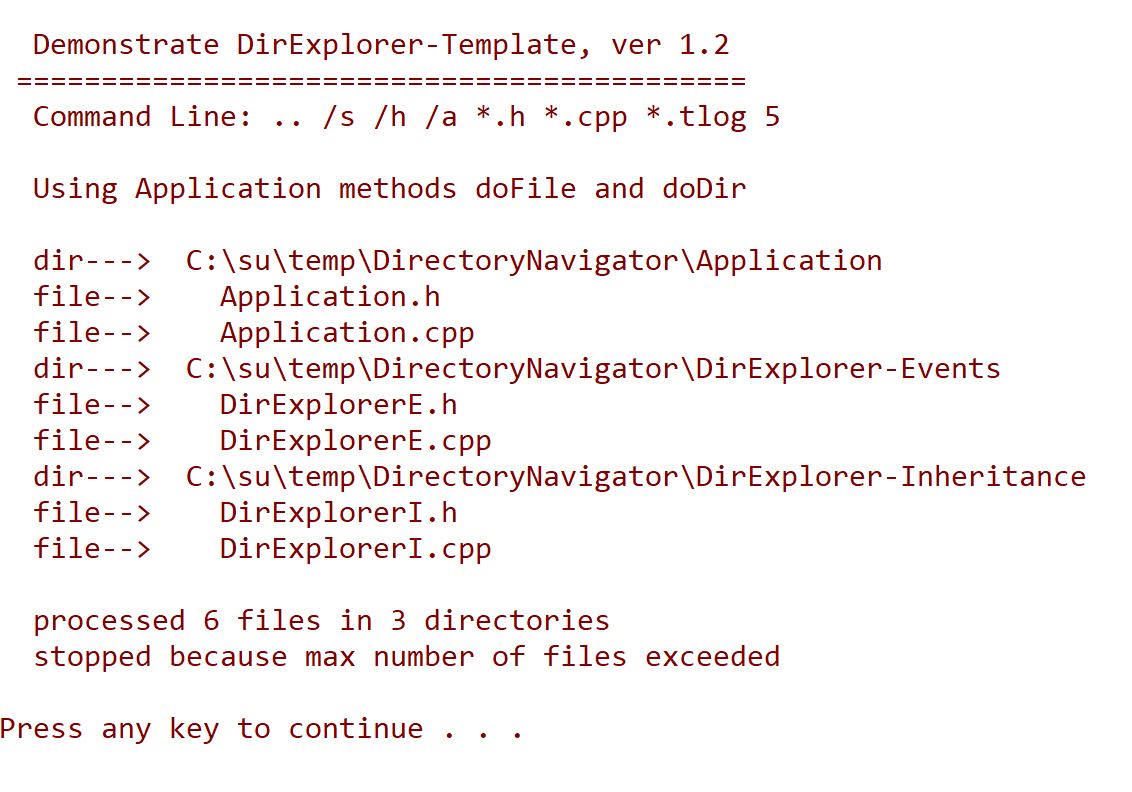 Demonstrate DirExplorer-Template, ver 1.2
===========================================
Command Line: .. /s /h /a *.h *.cpp *.tlog 5
Using Application methods doFile and doDir
dir--->  C:\su\temp\DirectoryNavigator\Application
file-->    Application.h
file-->    Application.cpp
dir--->  C:\su\temp\DirectoryNavigator\DirExplorer-Events
file-->    DirExplorerE.h
file-->    DirExplorerE.cpp
dir--->  C:\su\temp\DirectoryNavigator\DirExplorer-Inheritance
file-->    DirExplorerI.h
file-->    DirExplorerI.cpp
processed 6 files in 3 directories
stopped because max number of files exceeded
Press any key to continue . . .